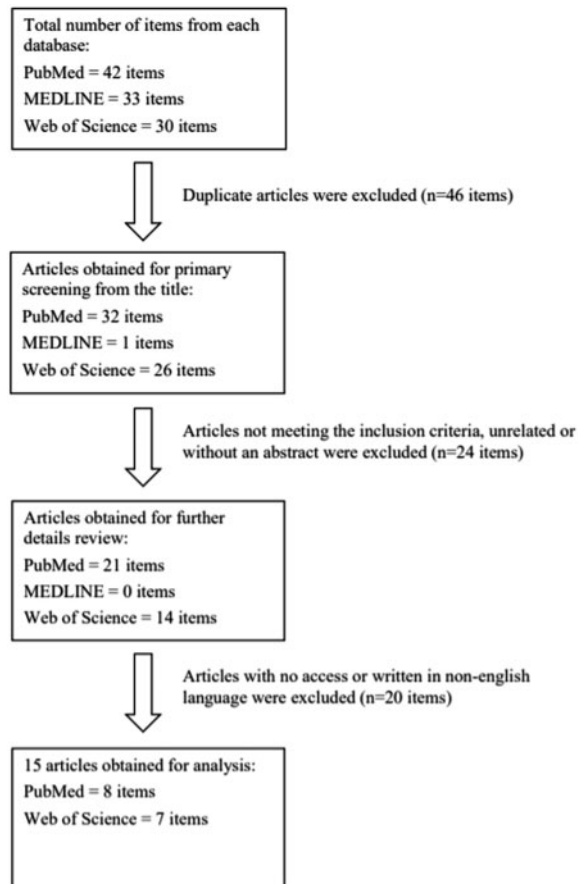 Total number of items from each
database:
PubMed = 42 items
MEDLINE = 33 items
Web of Science = 30 items
Duplicate articles were excluded (n=46 items)
Articles obtained for primary
screening from the title:
PubMed = 32 items
MEDLINE = 1 items
Web of Science = 26 items
Articles not meeting the inclusion criteria, unrelated or
without an abstract were excluded (n=24 items)
Articles obtained for further
details review:
PubMed = 21 items
MEDLINE = 0 items
Web of Science = 14 items
Articles with no access or written in non-english
language were excluded (n=20 items)
15 articles obtained for analysis:
PubMed = 8 items
Web of Science = 7 items